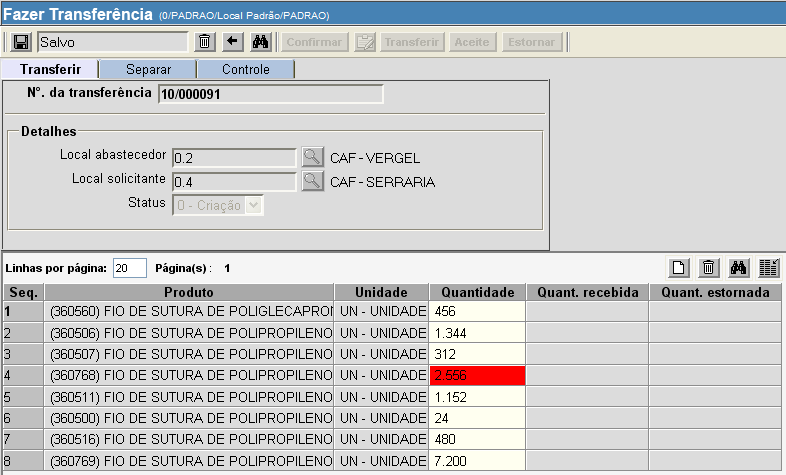 Fazer Transferência (0/PADRAO/Local Padrão/PADRAO)
Salvo Confirmar Transferir Aceite Estornar
Transferir Separar Controle
N°. da transferência 10/000091
Detalhes
Local abastecedor 0.2 CAF - VERGEL
Local solicitante 0.4 CAF - SERRARIA
Status 0 - Criação
Linhas por página: 20 Página(s) : 1
Seq. Produto Unidade Quantidade Quant. recebida Quant. estornada
1 (360560) FIO DE SUTURA DE POLIGLECAPRON UN - UNIDADE 456
2 (360506) FIO DE SUTURA DE POLIPROPILENO UN - UNIDADE 1.344
3 (360507) FIO DE SUTURA DE POLIPROPILENO UN - UNIDADE 312
4 (360768) FIO DE SUTURA DE POLIPROPILENO UN - UNIDADE 2.556
5 (360511) FIO DE SUTURA DE POLIPROPILENO UN - UNIDADE 1.152
6 (360500) FIO DE SUTURA DE POLIPROPILENO UN - UNIDADE 24
7 (360516) FIO DE SUTURA DE POLIPROPILENO UN - UNIDADE 480
8 (360769) FIO DE SUTURA DE POLIPROPILENO UN - UNIDADE 7.200